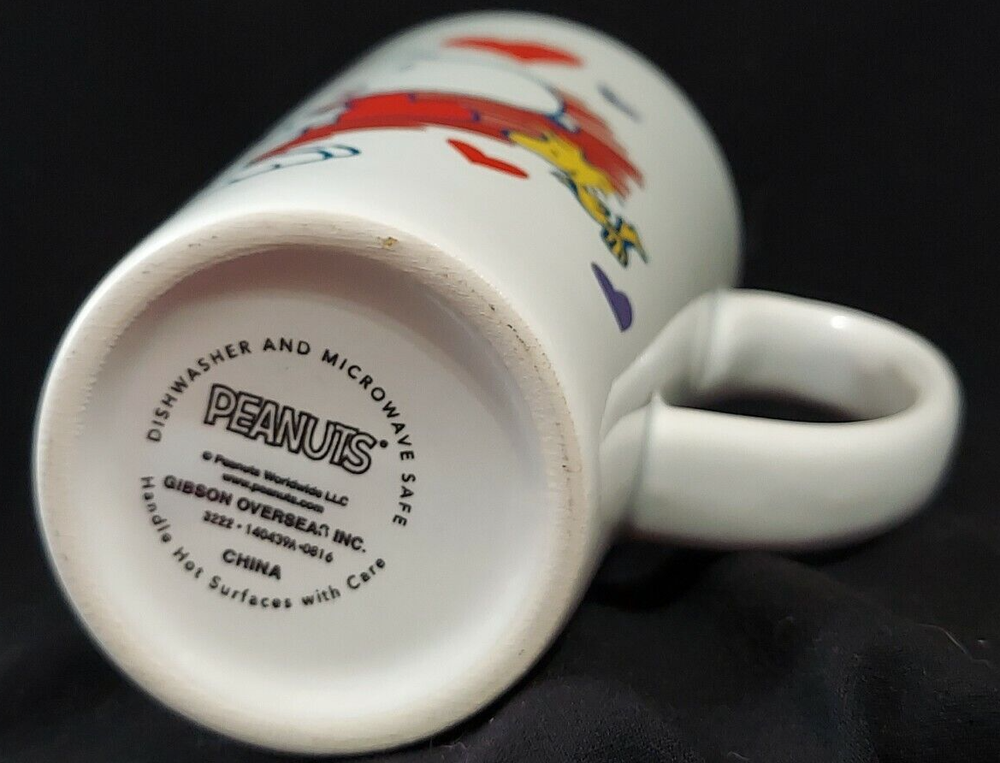 DISHWASHER AND MICROWAVE SAFE
PEANUTS®
© Peanuts Worldwide LLC
www.peanuts.com
GIBSON OVERSEAS INC.
3222 • 140439A-0816
CHINA
Handle Hot Surfaces with Care